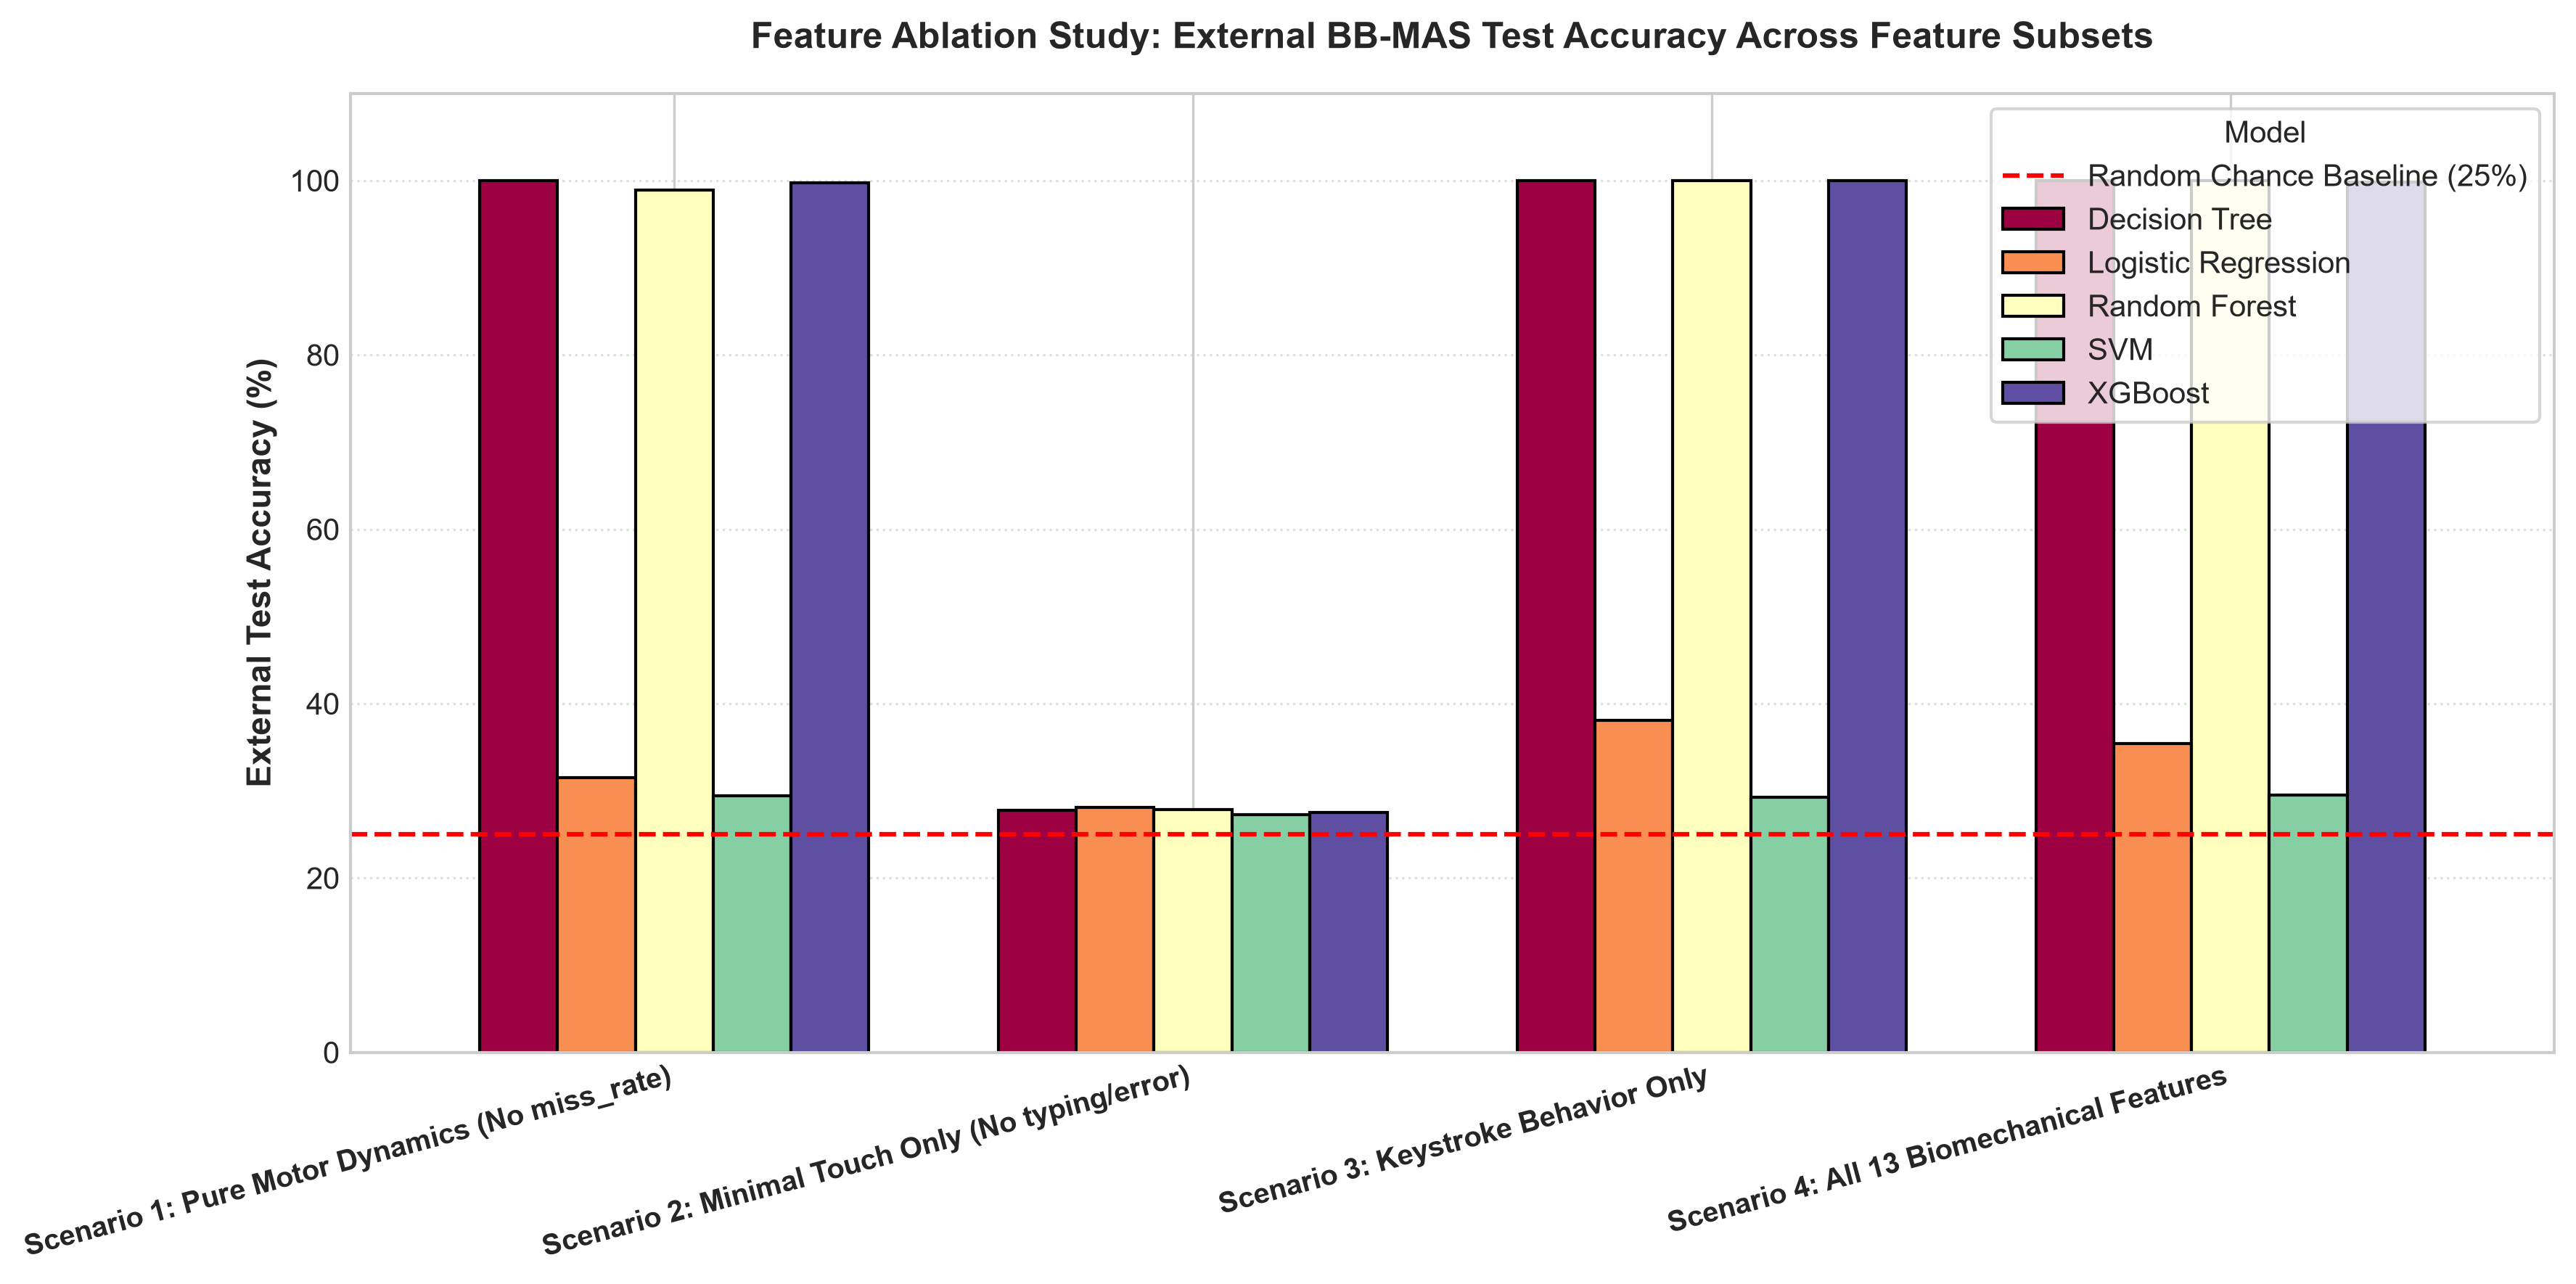 Feature Ablation Study: External BB-MAS Test Accuracy Across Feature Subsets
Model
Random Chance Baseline (25%)
Decision Tree
Logistic Regression
Random Forest
SVM
XGBoost
External Test Accuracy (%)
100
80
60
40
20
0
Scenario 1: Pure Motor Dynamics (No miss_rate)
Scenario 2: Minimal Touch Only (No typing/error)
Scenario 3: Keystroke Behavior Only
Scenario 4: All 13 Biomechanical Features